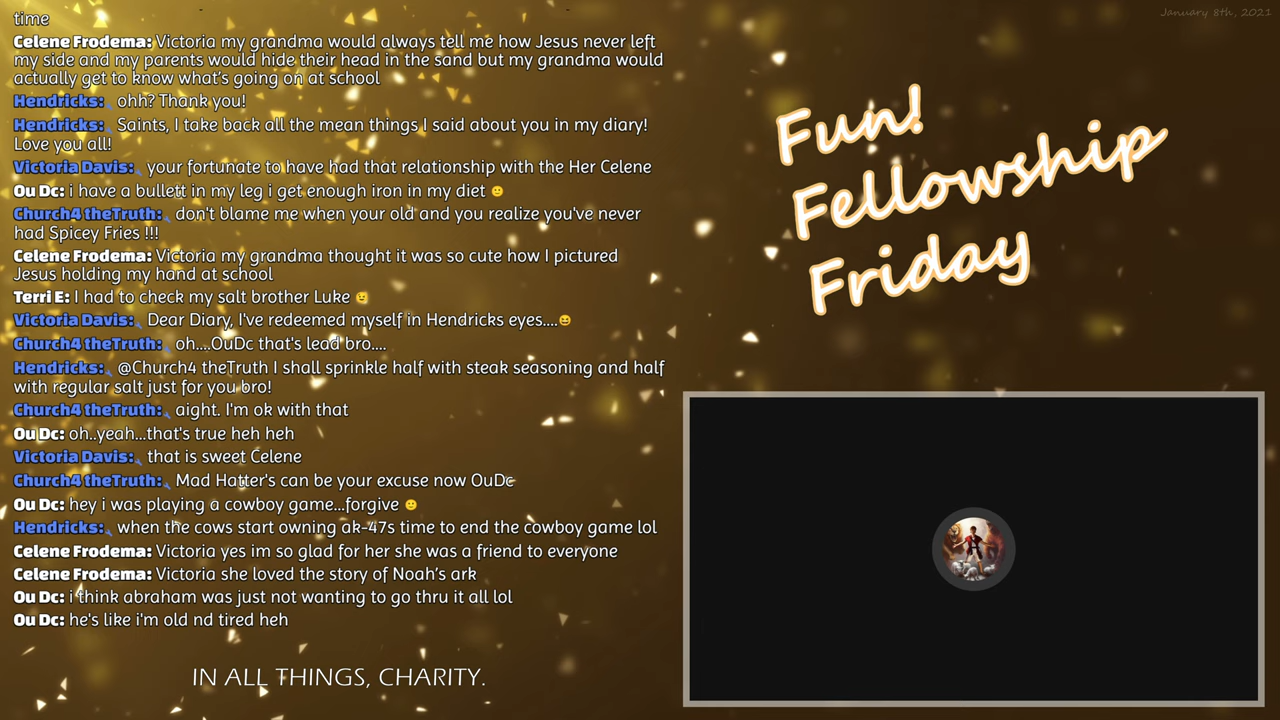 time
Celene Frodema: Victoria my grandma would always tell me how Jesus never left
my side and my parents would hide their head in the sand but my grandma would
actually get to know what's going on at school
Hendricks: ohh? Thank you!
Hendricks: Saints, I take back all the mean things I said about you in my diary!
Love you all!
Victoria Davis: your fortunate to have had that relationship with the Her Celene
Ou Dc: i have a bullett in my leg i get enough iron in my diet 🙂
Church4 theTruth: don't blame me when your old and you realize you've never
had Spicey Fries !!!
Celene Frodema: Victoria my grandma thought it was so cute how I pictured
Jesus holding my hand at school
Terri E: I had to check my salt brother Luke 😉
Victoria Davis: Dear Diary, I've redeemed myself in Hendricks eyes....😄
Church4 theTruth: oh....OuDc that's lead bro....
Hendricks: @Church4 theTruth I shall sprinkle half with steak seasoning and half
with regular salt just for you bro!
Church4 theTruth: aight. I'm ok with that
Ou Dc: oh..yeah...that's true heh heh
Victoria Davis: that is sweet Celene
Church4 theTruth: Mad Hatter's can be your excuse now OuDc
Ou Dc: hey i was playing a cowboy game...forgive 🙂
Hendricks: when the cows start owning ak-47s time to end the cowboy game lol
Celene Frodema: Victoria yes im so glad for her she was a friend to everyone
Celene Frodema: Victoria she loved the story of Noah's ark
Ou Dc: i think abraham was just not wanting to go thru it all lol
Ou Dc: he's like i'm old nd tired heh
IN ALL THINGS, CHARITY.
January 8th, 2021
Fun!
Fellowship
Friday